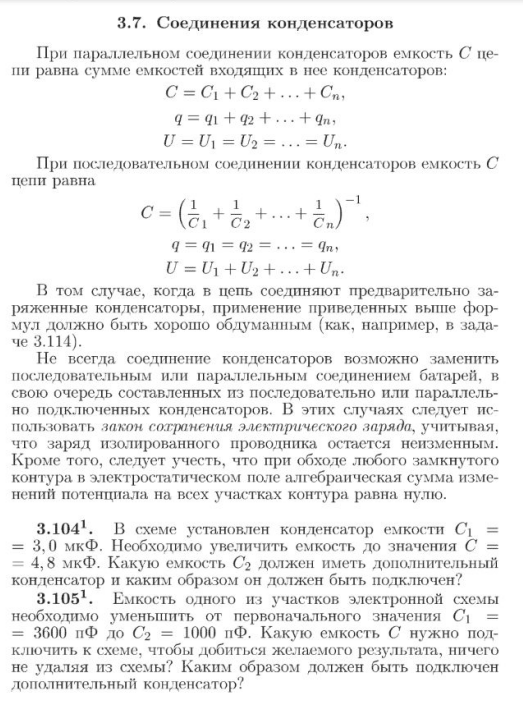 3.7. Соединения конденсаторов
При параллельном соединении конденсаторов емкость C це-
пи равна сумме емкостей входящих в нее конденсаторов:
C = C₁ + C₂ + . . . + Cₙ,
q = q₁ + q₂ + . . . + qₙ,
U = U₁ = U₂ = . . . = Uₙ.
При последовательном соединении конденсаторов емкость C
цепи равна
C = (1/C₁ + 1/C₂ + . . . + 1/Cₙ)⁻¹,
q = q₁ = q₂ = . . . = qₙ,
U = U₁ + U₂ + . . . + Uₙ.
В том случае, когда в цепь соединяют предварительно за-
ряженные конденсаторы, применение приведенных выше фор-
мул должно быть хорошо обдуманным (как, например, в зада-
че 3.114).
Не всегда соединение конденсаторов возможно заменить
последовательным или параллельным соединением батарей, в
свою очередь составленных из последовательно или параллель-
но подключенных конденсаторов. В этих случаях следует ис-
пользовать закон сохранения электрического заряда, учитывая,
что заряд изолированного проводника остается неизменным.
Кроме того, следует учесть, что при обходе любого замкнутого
контура в электростатическом поле алгебраическая сумма изме-
нений потенциала на всех участках контура равна нулю.
3.104¹. В схеме установлен конденсатор емкости C₁ =
= 3,0 мкФ. Необходимо увеличить емкость до значения C =
= 4,8 мкФ. Какую емкость C₂ должен иметь дополнительный
конденсатор и каким образом он должен быть подключен?
3.105¹. Емкость одного из участков электронной схемы
необходимо уменьшить от первоначального значения C₁ =
= 3600 пФ до C₂ = 1000 пФ. Какую емкость C нужно под-
ключить к схеме, чтобы добиться желаемого результата, ничего
не удаляя из схемы? Каким образом должен быть подключен
дополнительный конденсатор?